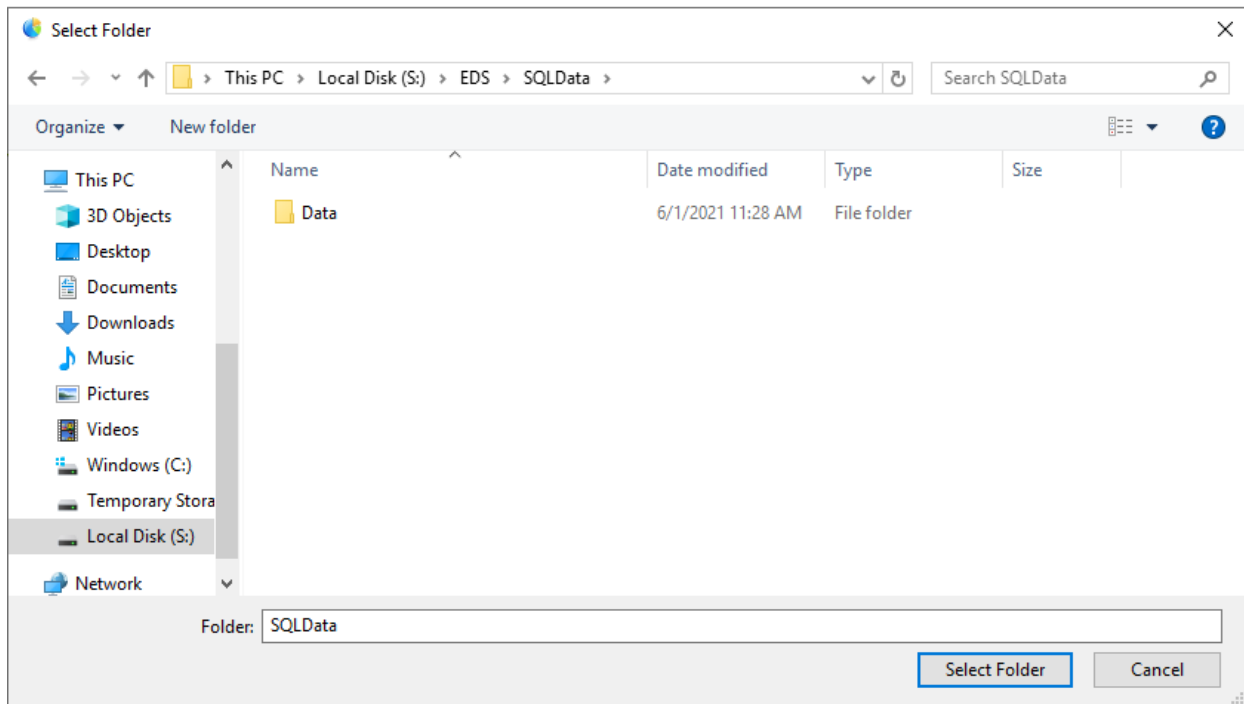 Select Folder
This PC > Local Disk (S:) > EDS > SQLData >
Search SQLData
Organize
New folder
Name
Date modified
Type
Size
Data
6/1/2021 11:28 AM
File folder
This PC
3D Objects
Desktop
Documents
Downloads
Music
Pictures
Videos
Windows (C:)
Temporary Stora
Local Disk (S:)
Network
Folder:
SQLData
Select Folder
Cancel